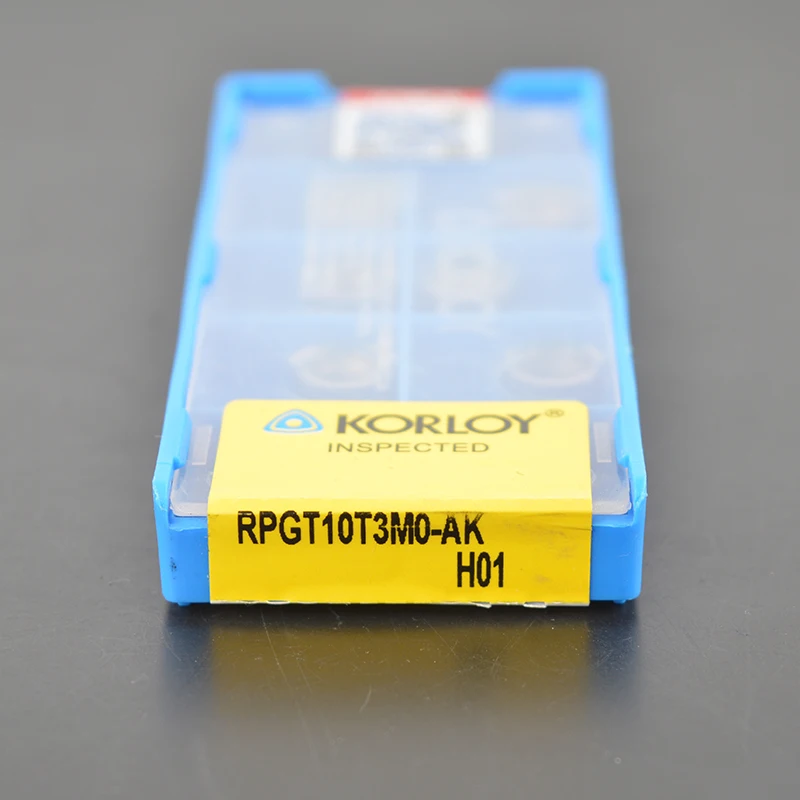 KORLOY®
INSPECTED
RPGT10T3M0-AK
H01